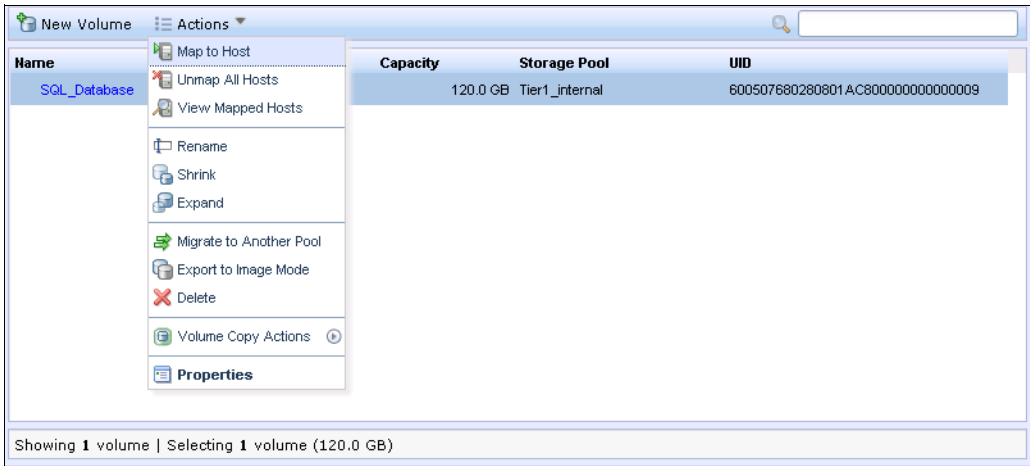 New Volume Actions
Map to Host
Name Capacity Storage Pool UID
Unmap All Hosts
SQL_Database 120.0 GB Tier1_internal 600507680280801AC800000000000009
View Mapped Hosts
Rename
Shrink
Expand
Migrate to Another Pool
Export to Image Mode
Delete
Volume Copy Actions
Properties
Showing 1 volume | Selecting 1 volume (120.0 GB)